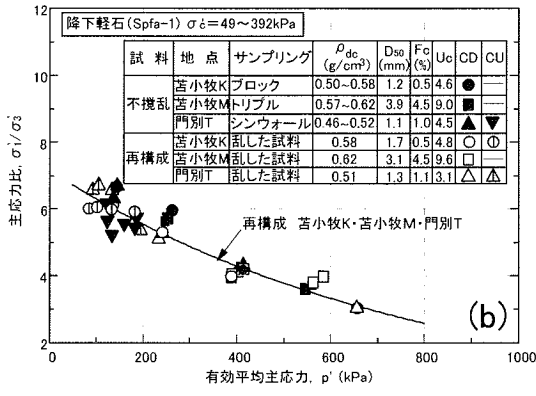 降下軽石(Spfa-1) σć=49~392kPa
試料 地点 サンプリング ρdc (g/cm³) D50 (mm) Fc (%) Uc CD CU
不攪乱 苫小牧K ブロック 0.50~0.58 1.2 0.5 4.6 ● —
苫小牧M トリプル 0.57~0.62 3.9 4.5 9.0 ■ —
門別T シンウォール 0.46~0.52 1.1 1.0 4.5 ▲ ▼
再構成 苫小牧K 乱した試料 0.58 1.7 0.5 4.8 ○
苫小牧M 乱した試料 0.62 3.1 4.5 9.6 □ —
門別T 乱した試料 0.51 1.3 1.1 3.1 △
主応力比, σ1'/σ3'
12
10
8
6
4
2
再構成 苫小牧K・苫小牧M・門別T
(b)
0 200 400 600 800 1000
有効平均主応力, p' (kPa)